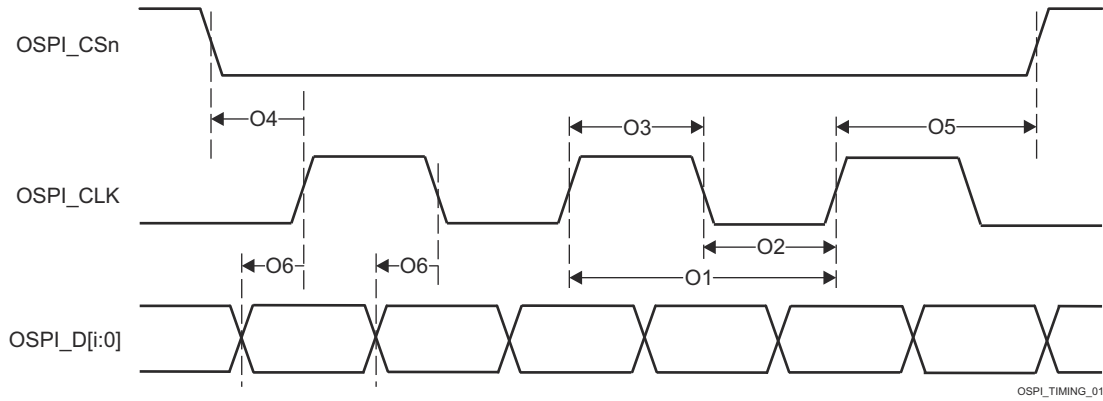 OSPI_CSn
O4
O3
O5
OSPI_CLK
O2
O6
O6
O1
OSPI_D[i:0]
OSPI_TIMING_01